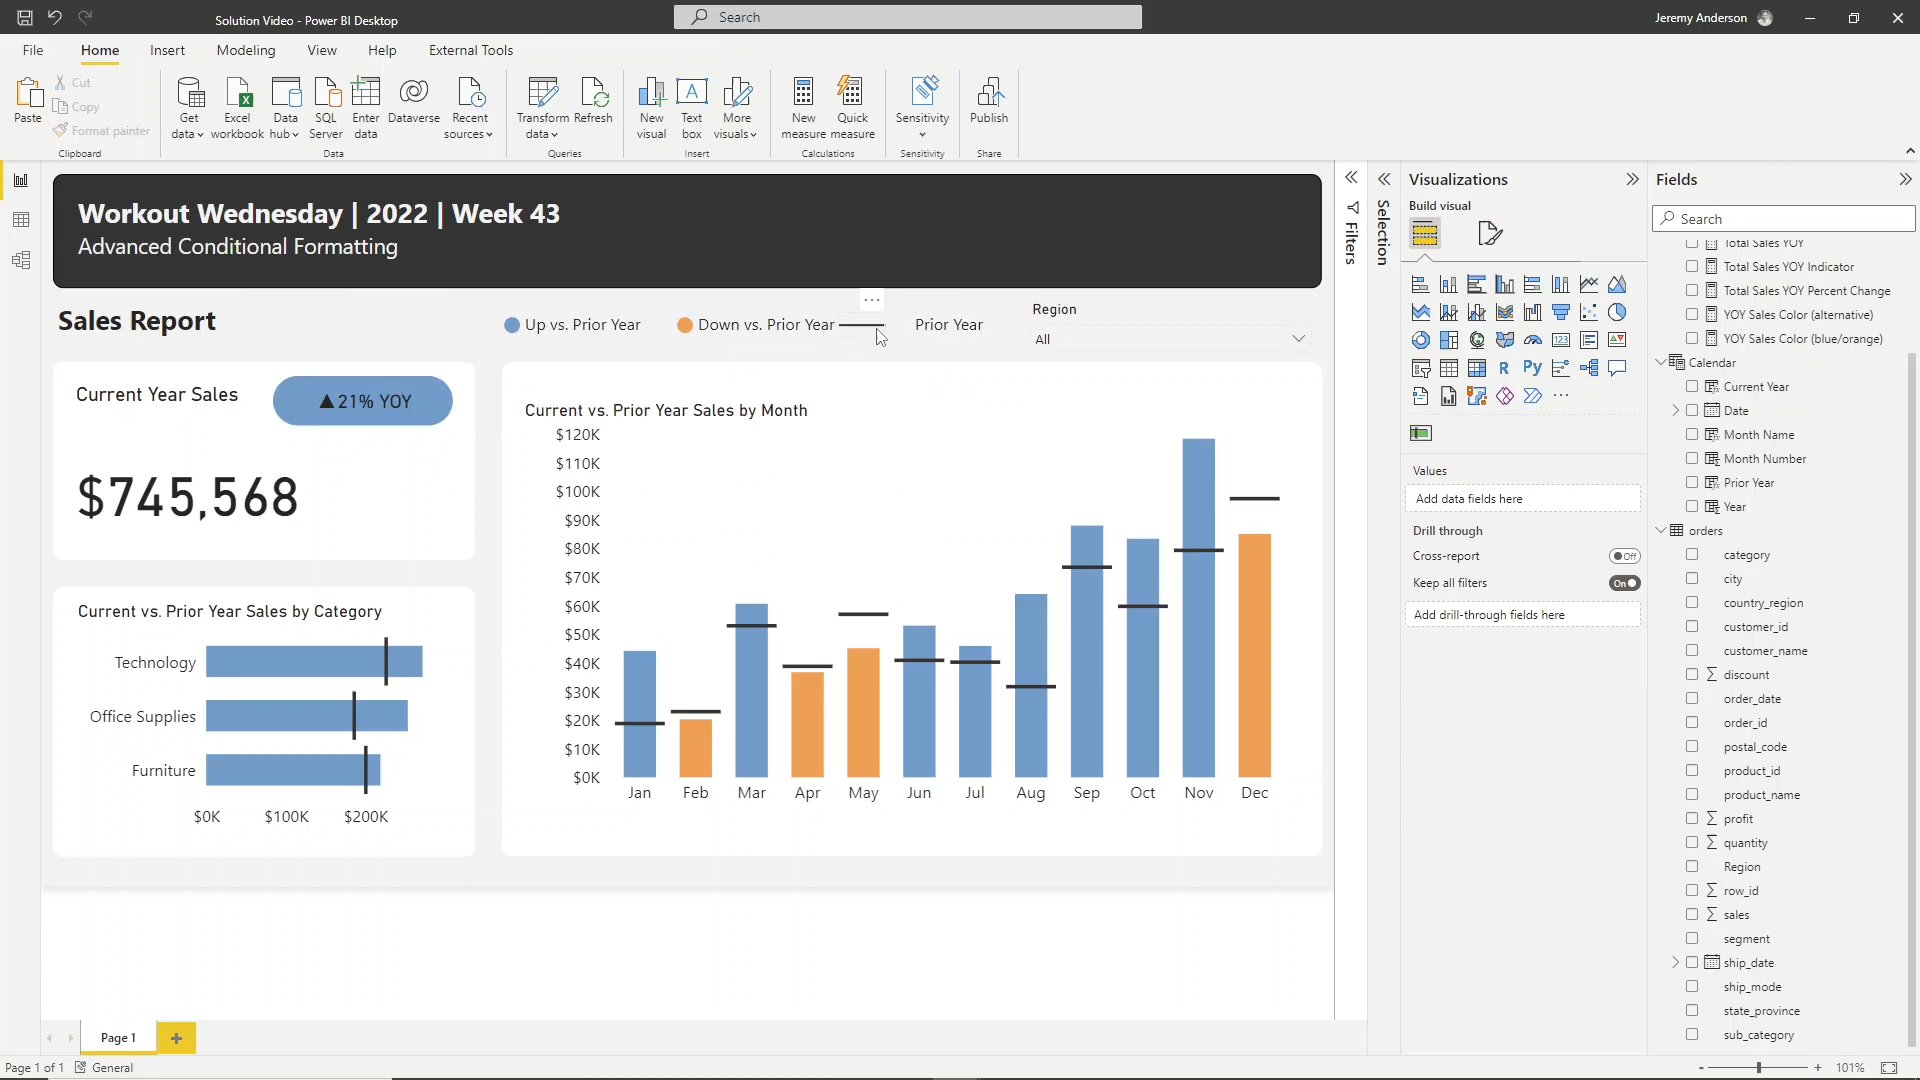 Solution Video - Power BI Desktop
Search
Jeremy Anderson
File
Home
Insert
Modeling
View
Help
External Tools
Paste
Cut
Copy
Format painter
Clipboard
Get data
Excel workbook
Data hub
SQL Server
Enter data
Dataverse
Recent sources
Data
Transform data
Refresh
Queries
New visual
Text box
More visuals
Insert
New measure
Quick measure
Calculations
Sensitivity
Sensitivity
Publish
Share
Workout Wednesday | 2022 | Week 43
Advanced Conditional Formatting
Sales Report
Up vs. Prior Year
Down vs. Prior Year
Prior Year
Region
All
Current Year Sales
▲21% YOY
$745,568
Current vs. Prior Year Sales by Category
Technology
Office Supplies
Furniture
$0K $100K $200K
Current vs. Prior Year Sales by Month
$120K
$110K
$100K
$90K
$80K
$70K
$60K
$50K
$40K
$30K
$20K
$10K
$0K
Jan Feb Mar Apr May Jun Jul Aug Sep Oct Nov Dec
Filters
Selection
Visualizations
Build visual
R
Py
123
Values
Add data fields here
Drill through
Cross-report
Off
Keep all filters
On
Add drill-through fields here
Fields
Search
Total Sales YOY
Total Sales YOY Indicator
Total Sales YOY Percent Change
YOY Sales Color (alternative)
YOY Sales Color (blue/orange)
Calendar
Current Year
Date
Month Name
Month Number
Prior Year
Year
orders
category
city
country_region
customer_id
customer_name
discount
order_date
order_id
postal_code
product_id
product_name
profit
quantity
Region
row_id
sales
segment
ship_date
ship_mode
state_province
sub_category
Page 1
Page 1 of 1
General
- + 101%